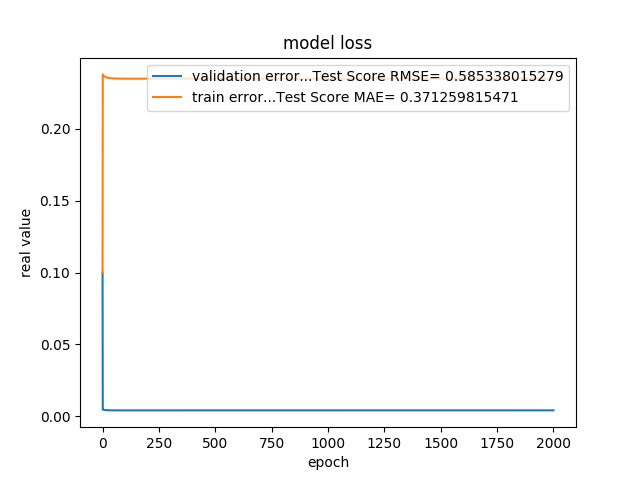 model loss
validation error...Test Score RMSE= 0.585338015279
train error...Test Score MAE= 0.371259815471
real value
0.20
0.15
0.10
0.05
0.00
0 250 500 750 1000 1250 1500 1750 2000
epoch